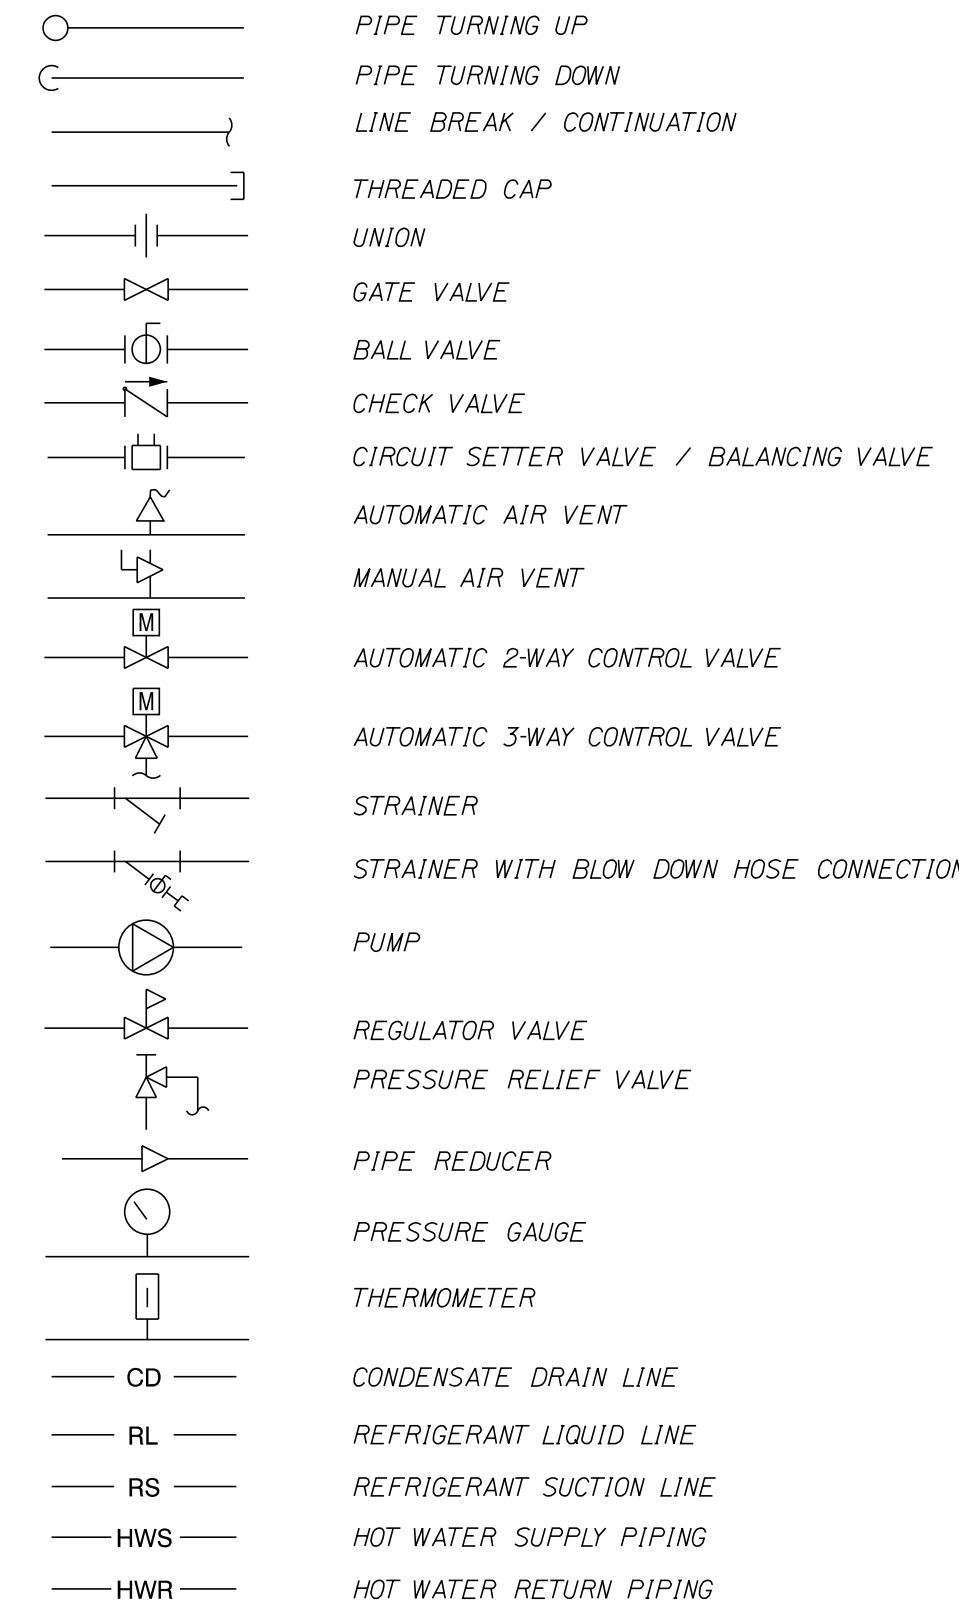 PIPE TURNING UP
PIPE TURNING DOWN
LINE BREAK / CONTINUATION
THREADED CAP
UNION
GATE VALVE
BALL VALVE
CHECK VALVE
CIRCUIT SETTER VALVE / BALANCING VALVE
AUTOMATIC AIR VENT
MANUAL AIR VENT
M
AUTOMATIC 2-WAY CONTROL VALVE
M
AUTOMATIC 3-WAY CONTROL VALVE
STRAINER
STRAINER WITH BLOW DOWN HOSE CONNECTION
PUMP
REGULATOR VALVE
PRESSURE RELIEF VALVE
PIPE REDUCER
PRESSURE GAUGE
THERMOMETER
CD CONDENSATE DRAIN LINE
RL REFRIGERANT LIQUID LINE
RS REFRIGERANT SUCTION LINE
HWS HOT WATER SUPPLY PIPING
HWR HOT WATER RETURN PIPING